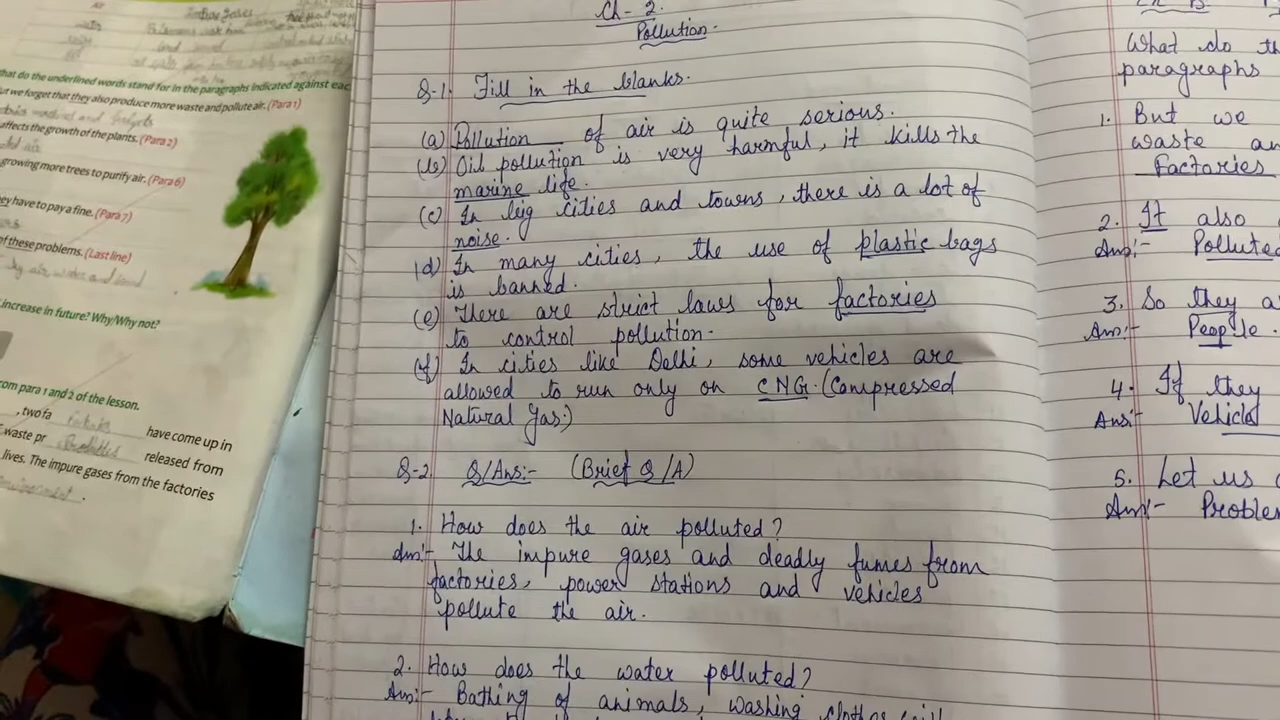 that do the underlined words stand for in the paragraphs indicated against eac
ut we forget that they also produce more waste and pollute air. (Para 1)
affects the growth of the plants. (Para 2)
growing more trees to purify air. (Para 6)
ey have to pay a fine. (Para 7)
of these problems. (Last line)
increase in future? Why/Why not?
om para 1 and 2 of the lesson.
, two fa have come up in
waste pr released from
lives. The impure gases from the factories
Ch-2.
Pollution.
Q-1. Fill in the blanks.
(a) Pollution of air is quite serious.
(b) Oil pollution is very harmful, it kills the
marine life.
(c) In big cities and towns, there is a lot of
noise.
(d) In many cities, the use of plastic bags
is banned.
(e) There are strict laws for factories
to control pollution.
(f) In cities like Delhi, some vehicles are
allowed to run only on CNG. (Compressed
Natural Gas.)
Q-2 Q/Ans:- (Brief Q/A)
1. How does the air polluted?
Ans:- The impure gases and deadly fumes from
factories, power stations and vehicles
pollute the air.
2. How does the water polluted?
Ans:- Bathing of animals, washing clothes
What do th
paragraphs
1. But we
waste an
Factories
2. It also
Ans:- Pollute
3. So they a
Ans:- People.
4. If they
Ans:- Vehicl
5. Let us
Ans:- Proble